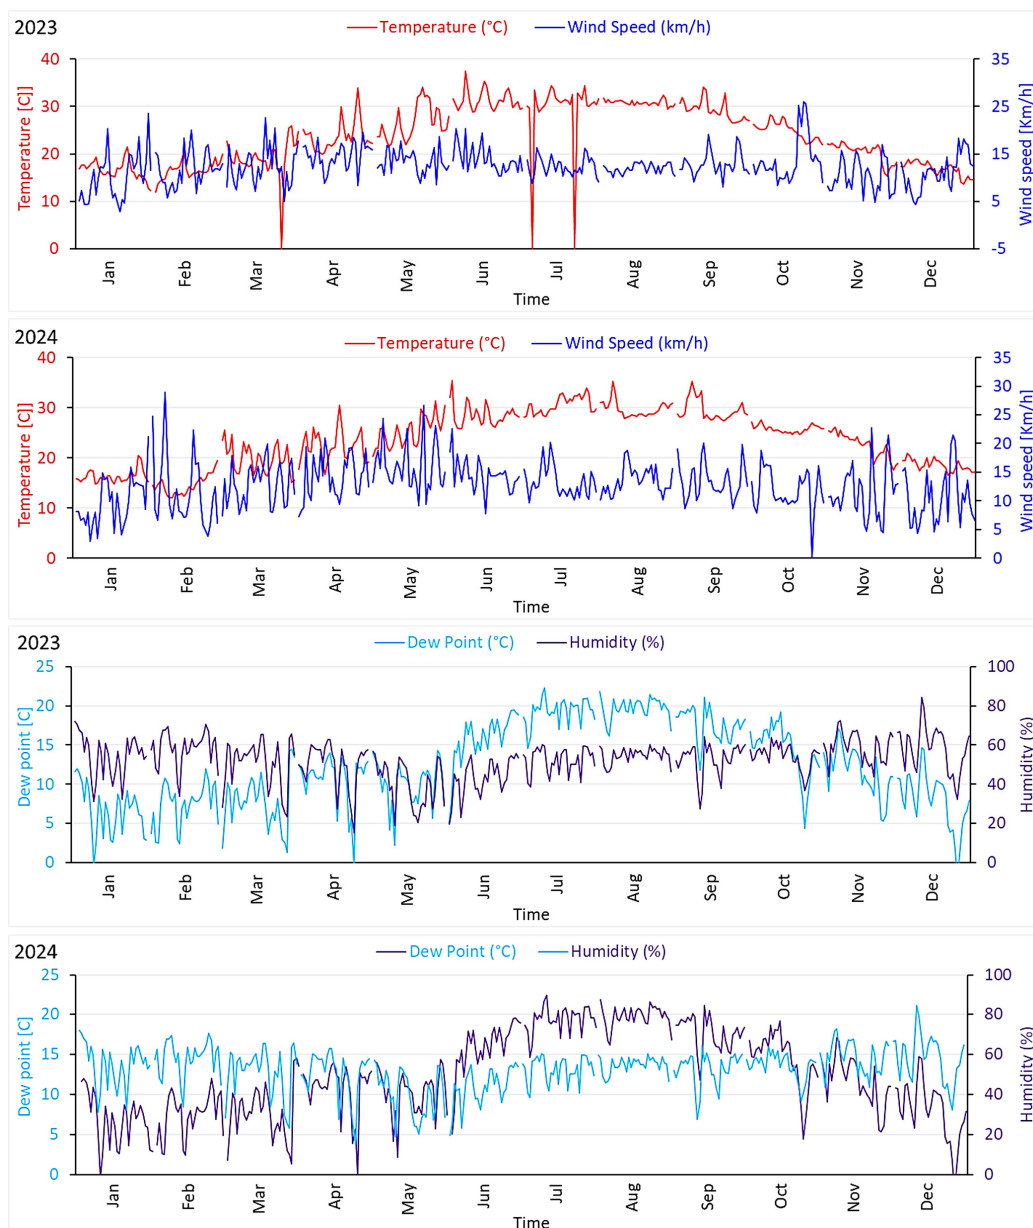 2023
Temperature (°C) Wind Speed (km/h)
40 35
30 25
20 15
10 5
0 -5
Temperature [C]]
Wind speed [Km/h]
Jan Feb Mar Apr May Jun Jul Aug Sep Oct Nov Dec
Time
2024
Temperature (°C) Wind Speed (km/h)
40 35
30
30 25
20
20 15
10 10
5
0 0
Temperature [C]]
Wind speed [Km/h]
Jan Feb Mar Apr May Jun Jul Aug Sep Oct Nov Dec
Time
2023
Dew Point (°C) Humidity (%)
25 100
20 80
15 60
10 40
5 20
0 0
Dew point [C]
Humidity (%)
Jan Feb Mar Apr May Jun Jul Aug Sep Oct Nov Dec
Time
2024
Dew Point (°C) Humidity (%)
25 100
20 80
15 60
10 40
5 20
0 0
Dew point [C]
Humidity (%)
Jan Feb Mar Apr May Jun Jul Aug Sep Oct Nov Dec
Time